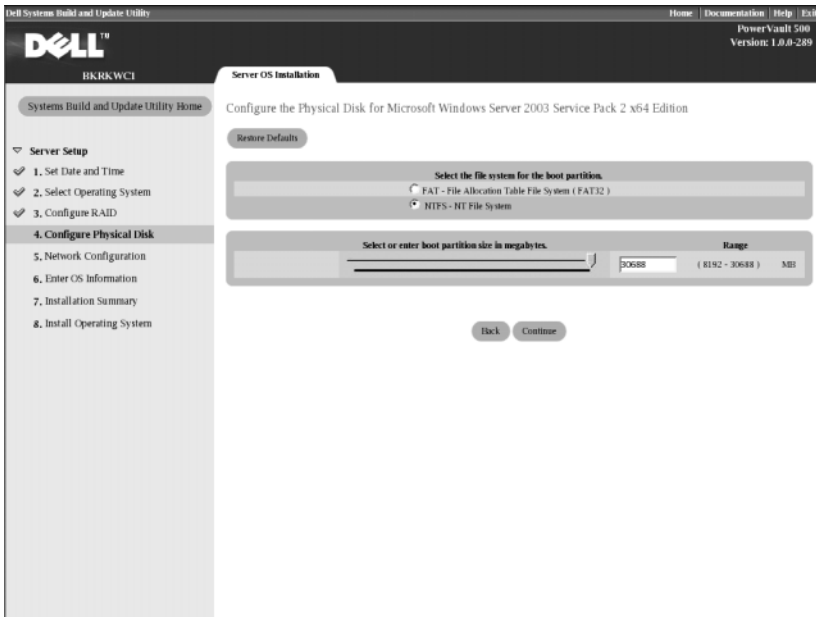 Dell Systems Build and Update Utility
Home Documentation Help Exi
DELL™
PowerVault 500
Version: 1.0.0-289
BKRKWC1
Server OS Installation
Systems Build and Update Utility Home
Configure the Physical Disk for Microsoft Windows Server 2003 Service Pack 2 x64 Edition
Restore Defaults
Server Setup
1. Set Date and Time
2. Select Operating System
3. Configure RAID
4. Configure Physical Disk
5. Network Configuration
6. Enter OS Information
7. Installation Summary
8. Install Operating System
Select the file system for the boot partition.
FAT - File Allocation Table File System ( FAT32 )
NTFS - NT File System
Select or enter boot partition size in megabytes.
Range
30688
( 8192 - 30688 )
MB
Back
Continue